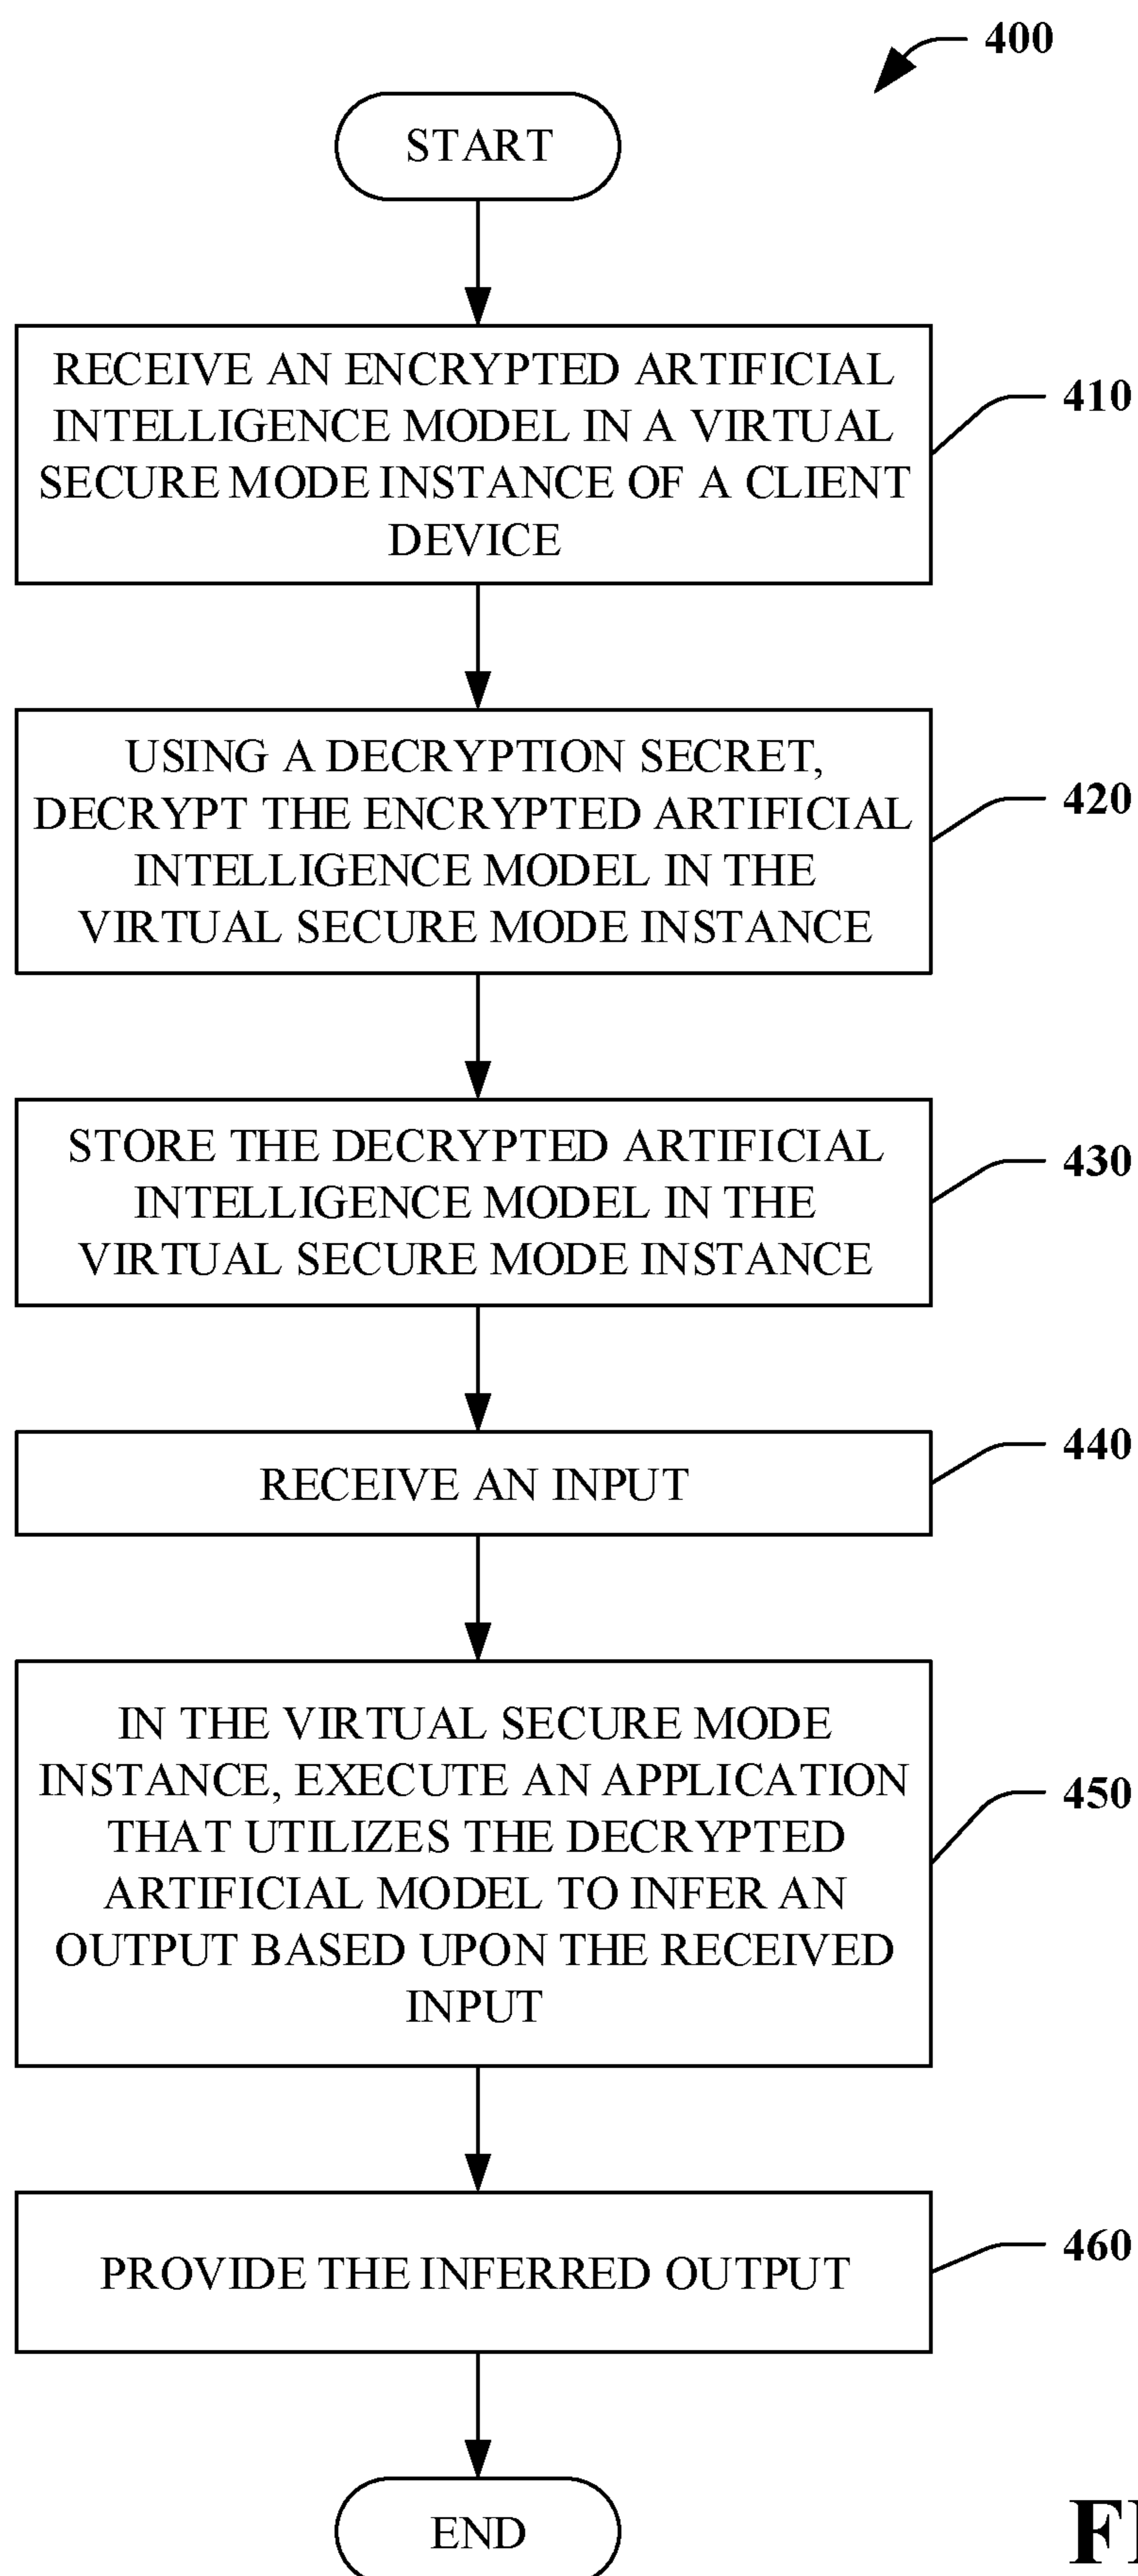 400
START
RECEIVE AN ENCRYPTED ARTIFICIAL
INTELLIGENCE MODEL IN A VIRTUAL
SECURE MODE INSTANCE OF A CLIENT
DEVICE
410
USING A DECRYPTION SECRET,
DECRYPT THE ENCRYPTED ARTIFICIAL
INTELLIGENCE MODEL IN THE
VIRTUAL SECURE MODE INSTANCE
420
STORE THE DECRYPTED ARTIFICIAL
INTELLIGENCE MODEL IN THE
VIRTUAL SECURE MODE INSTANCE
430
RECEIVE AN INPUT
440
IN THE VIRTUAL SECURE MODE
INSTANCE, EXECUTE AN APPLICATION
THAT UTILIZES THE DECRYPTED
ARTIFICIAL MODEL TO INFER AN
OUTPUT BASED UPON THE RECEIVED
INPUT
450
PROVIDE THE INFERRED OUTPUT
460
END